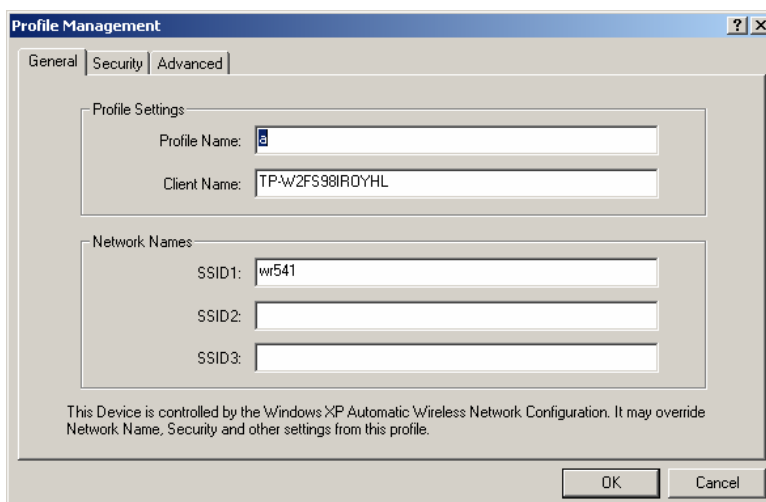 Profile Management
General Security Advanced
Profile Settings
Profile Name: a
Client Name: TP-W2FS98IROYHL
Network Names
SSID1: wr541
SSID2:
SSID3:
This Device is controlled by the Windows XP Automatic Wireless Network Configuration. It may override
Network Name, Security and other settings from this profile.
OK Cancel